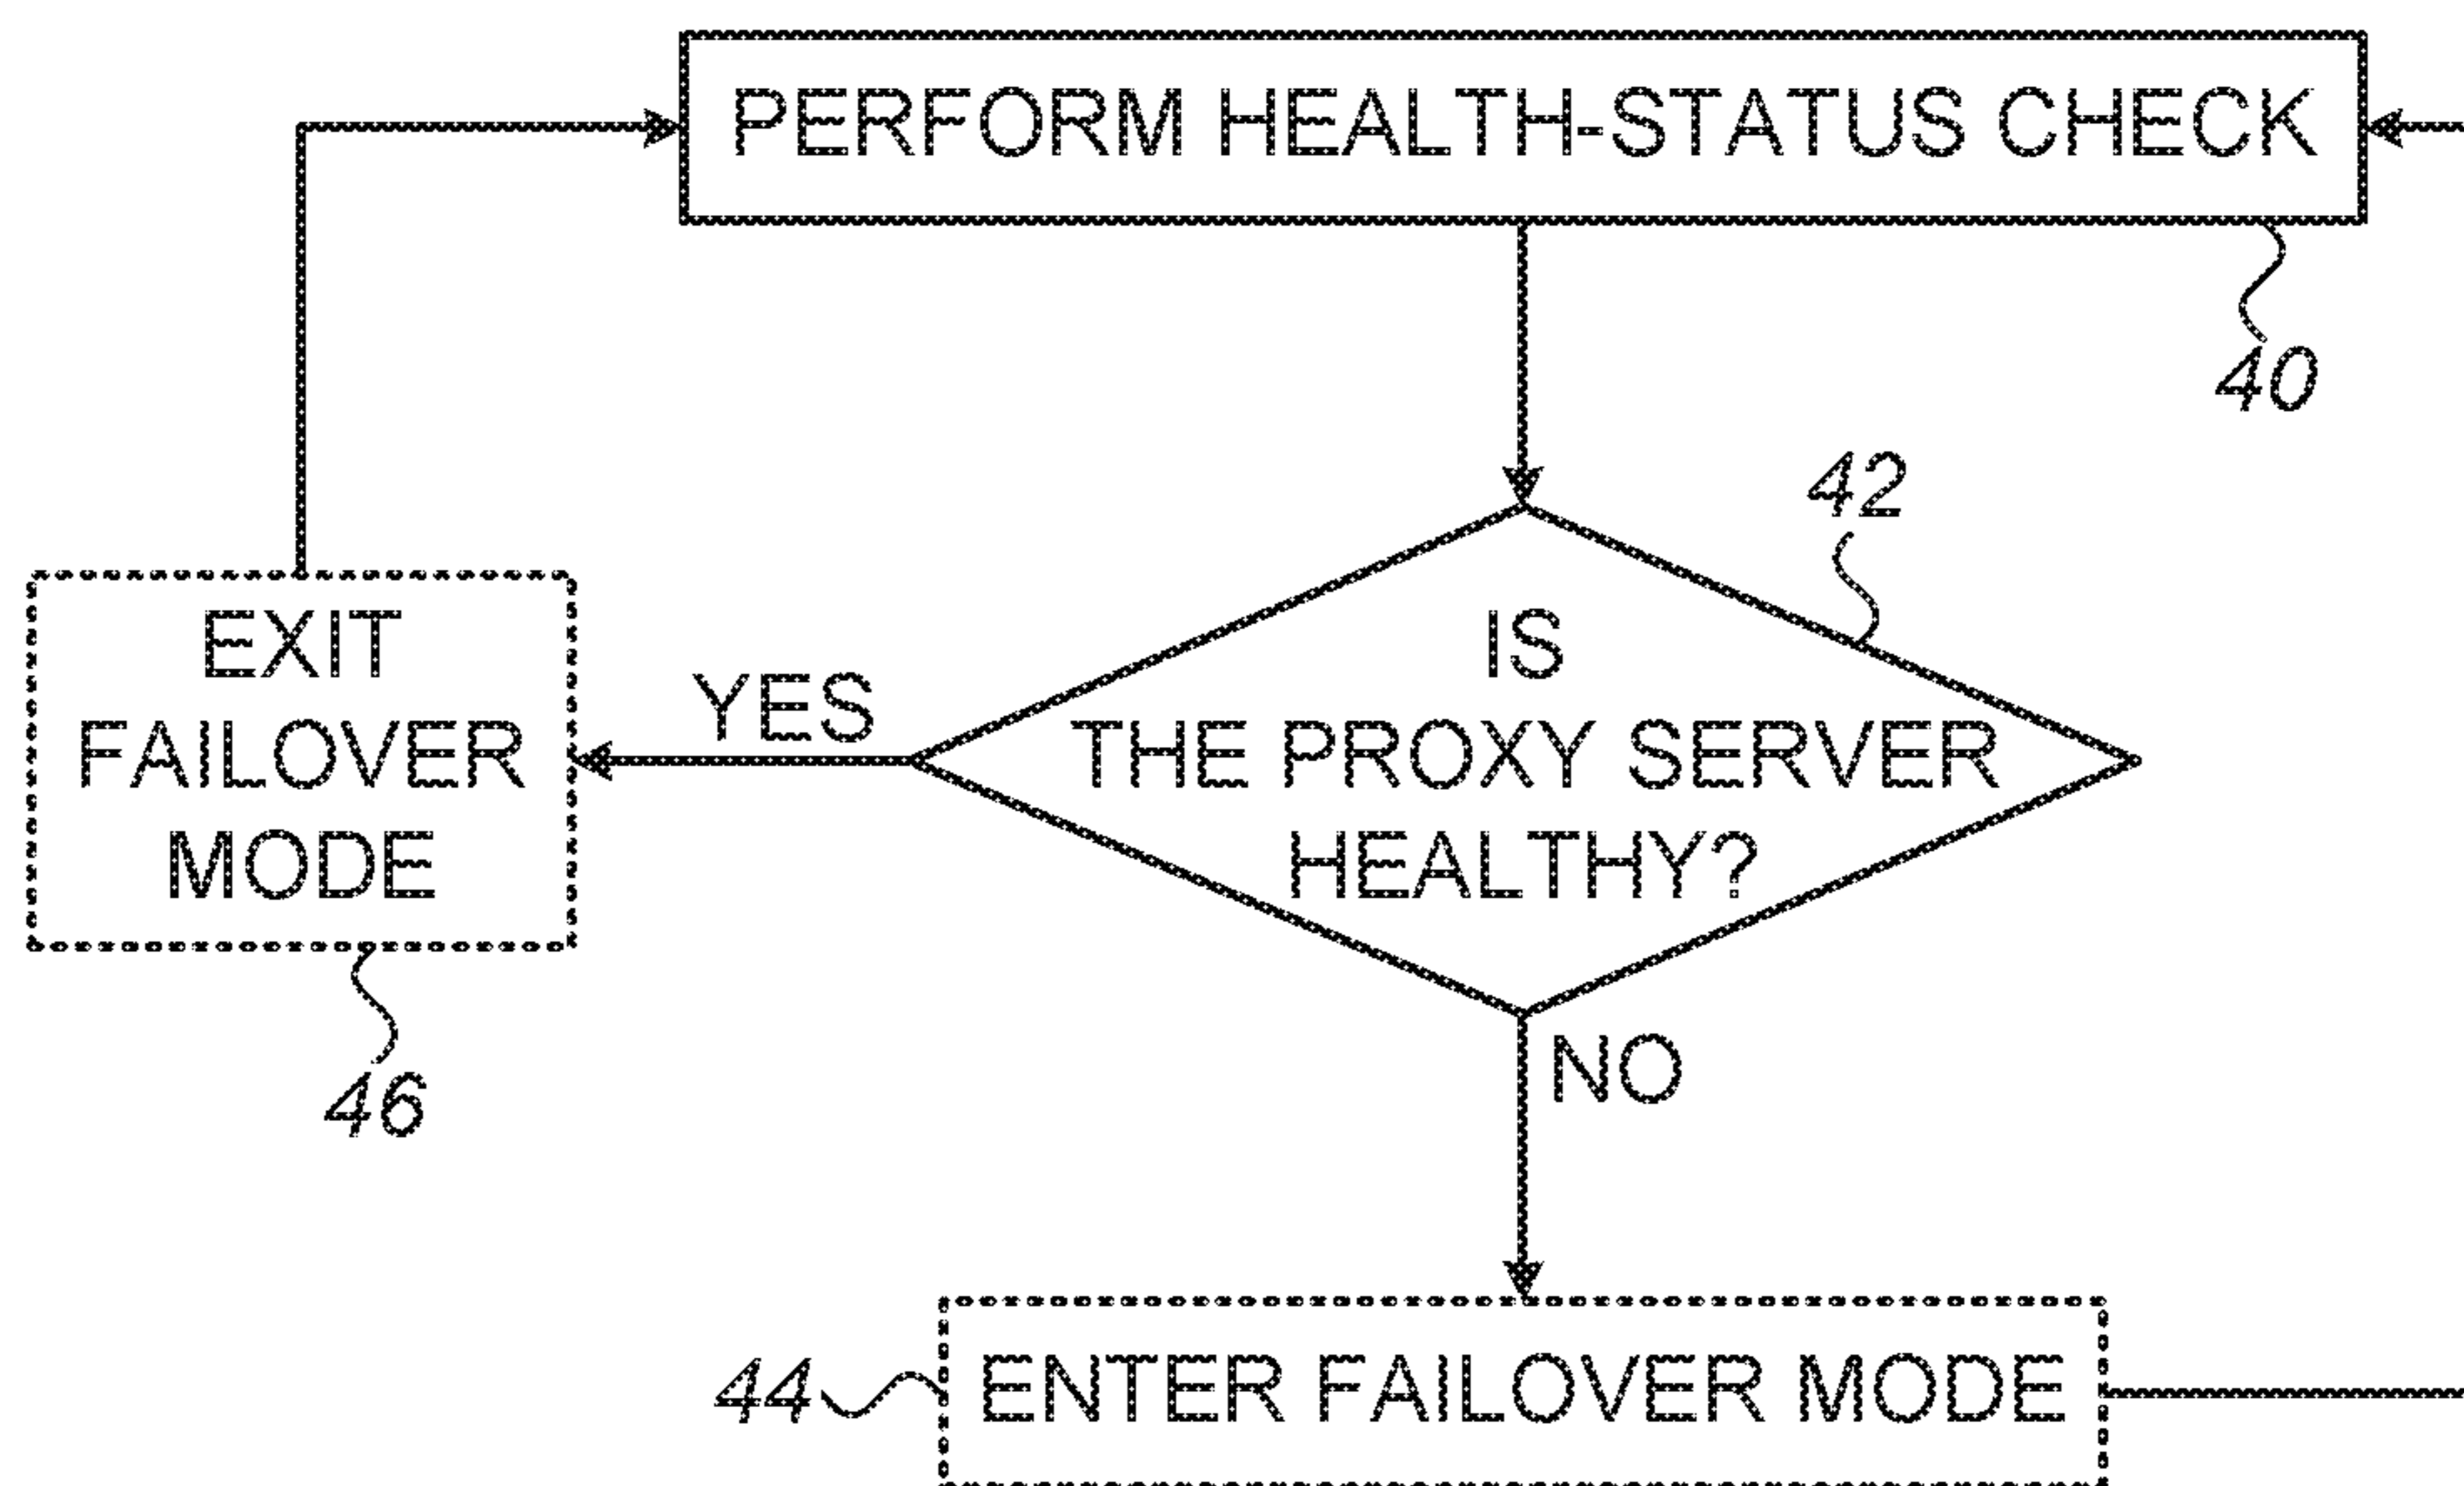 PERFORM HEALTH-STATUS CHECK
40
42
IS
THE PROXY SERVER
HEALTHY?
YES
EXIT
FAILOVER
MODE
46
NO
44
ENTER FAILOVER MODE